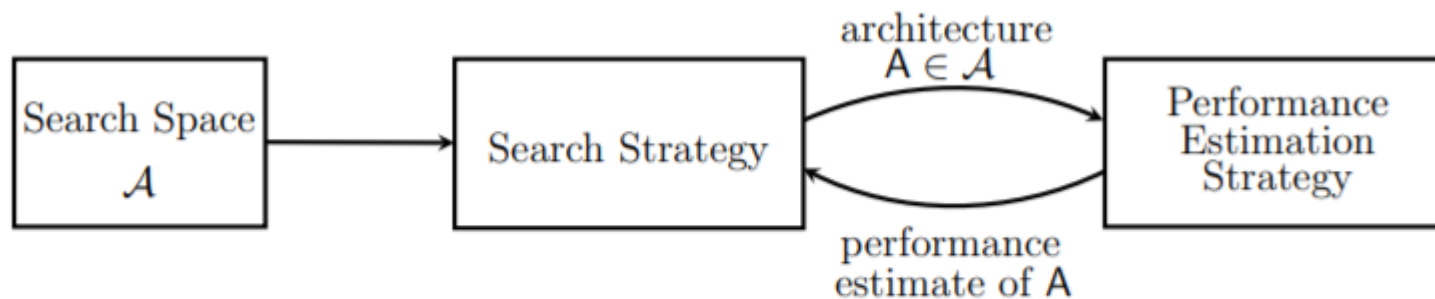 Search Space
𝒜
Search Strategy
architecture
A ∈ 𝒜
performance
estimate of A
Performance
Estimation
Strategy